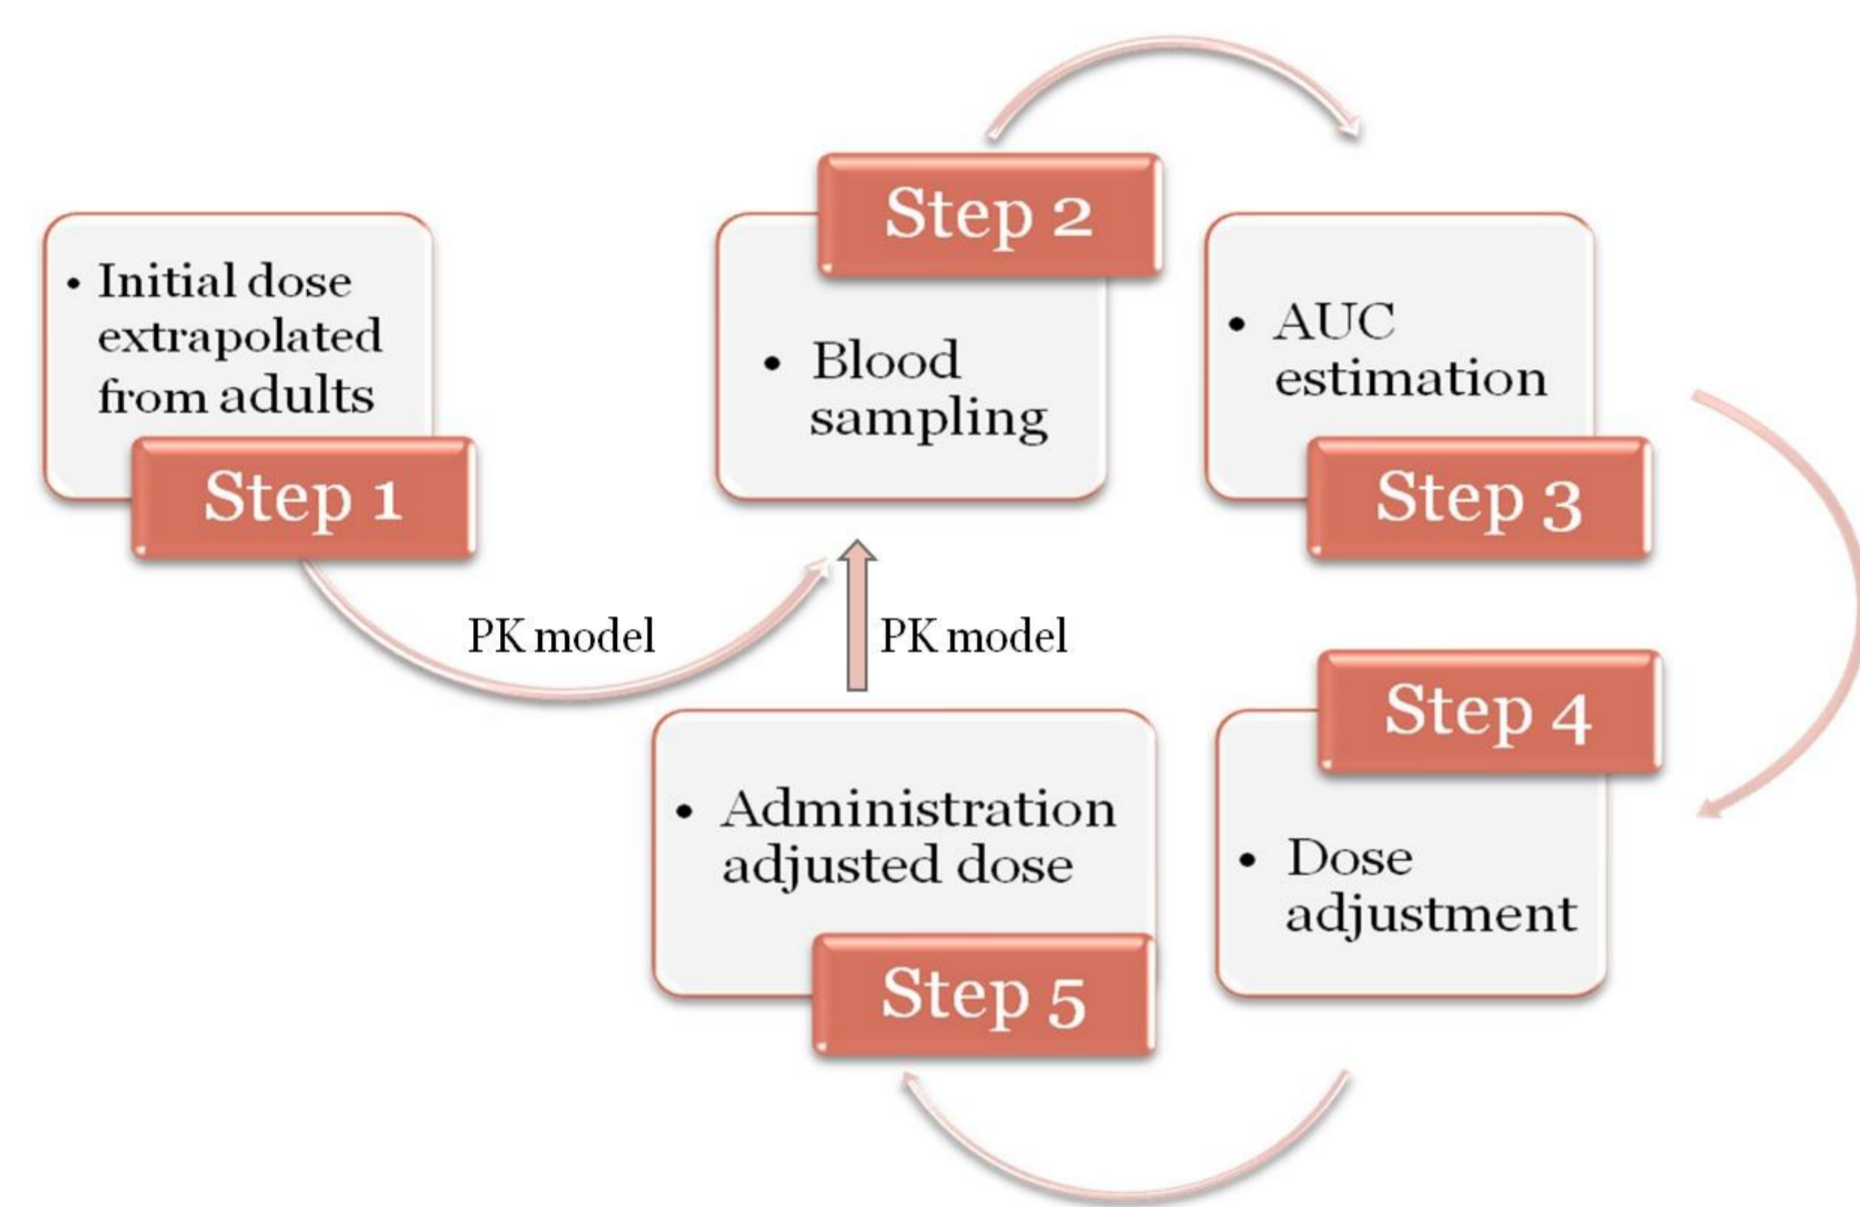 • Initial dose
extrapolated
from adults
Step 1
PK model
Step 2
• Blood
sampling
• AUC
estimation
Step 3
Step 4
• Dose
adjustment
• Administration
adjusted dose
Step 5
PK model